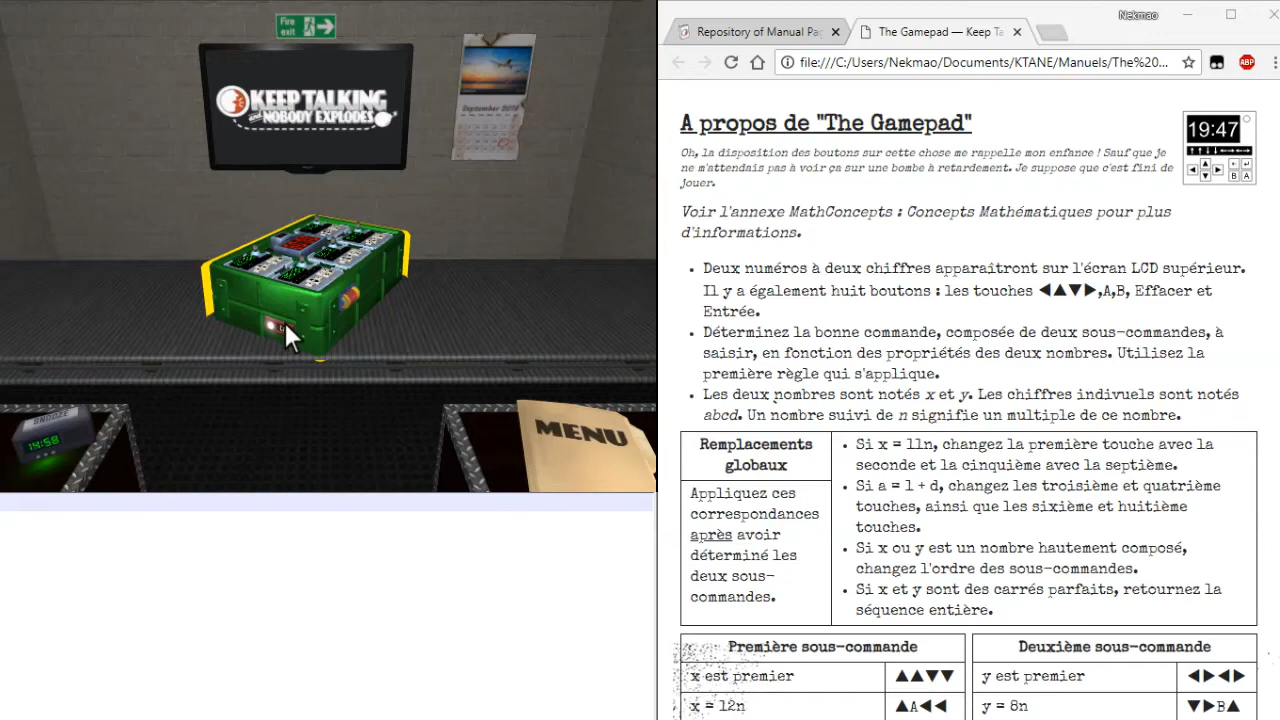 Fire
exit
KEEP TALKING
and NOBODY EXPLODES
September
SNOOZE
14:58
MENU
Nekmao
Repository of Manual Pag
The Gamepad — Keep Ta
file:///C:/Users/Nekmao/Documents/KTANE/Manuels/The%20...
ABP
A propos de "The Gamepad"
19:47
B A
Oh, la disposition des boutons sur cette chose me rappelle mon enfance ! Sauf que je
ne m'attendais pas à voir ça sur une bombe à retardement. Je suppose que c'est fini de
jouer.
Voir l'annexe MathConcepts : Concepts Mathématiques pour plus
d'informations.
• Deux numéros à deux chiffres apparaîtront sur l'écran LCD supérieur.
Il y a également huit boutons : les touches ◀▲▼▶,A,B, Effacer et
Entrée.
• Déterminez la bonne commande, composée de deux sous-commandes, à
saisir, en fonction des propriétés des deux nombres. Utilisez la
première règle qui s'applique.
• Les deux nombres sont notés x et y. Les chiffres indivuels sont notés
abcd. Un nombre suivi de n signifie un multiple de ce nombre.
Remplacements
globaux
Appliquez ces
correspondances
après avoir
déterminé les
deux sous-
commandes.
• Si x = 11n, changez la première touche avec la
seconde et la cinquième avec la septième.
• Si a = 1 + d, changez les troisième et quatrième
touches, ainsi que les sixième et huitième
touches.
• Si x ou y est un nombre hautement composé,
changez l'ordre des sous-commandes.
• Si x et y sont des carrés parfaits, retournez la
séquence entière.
Première sous-commande
x est premier ▲▲▼▼
x = 12n ▲A◀◀
Deuxième sous-commande
y est premier ◀▶◀▶
y = 8n ▼▶B▲